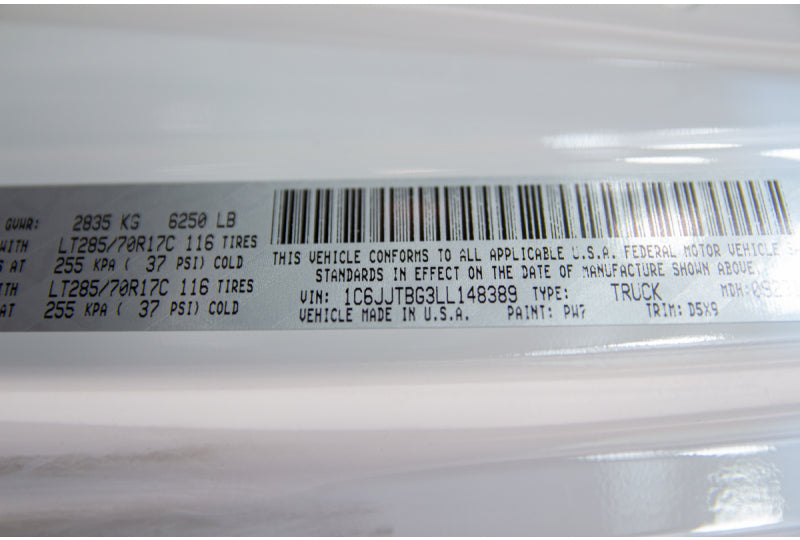 GVWR: 2835 KG 6250 LB
WITH LT285/70R17C 116 TIRES
AT 255 KPA ( 37 PSI) COLD
WITH LT285/70R17C 116 TIRES
AT 255 KPA ( 37 PSI) COLD
THIS VEHICLE CONFORMS TO ALL APPLICABLE U.S.A. FEDERAL MOTOR VEHICLE
STANDARDS IN EFFECT ON THE DATE OF MANUFACTURE SHOWN ABOVE.
VIN: 1C6JJTBG3LL148389 TYPE: TRUCK MDH:
VEHICLE MADE IN U.S.A. PAINT: PW7 TRIM: D5X9